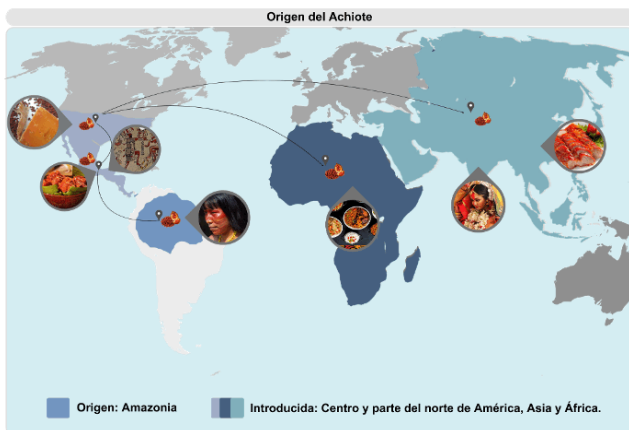 Origen del Achiote
Origen: Amazonia
Introducida: Centro y parte del norte de América, Asia y África.